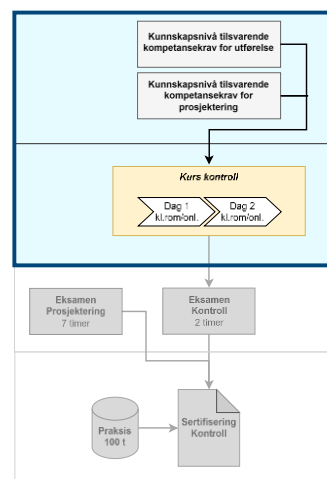 Kunnskapsnivå tilsvarende
kompetansekrav for utførelse
Kunnskapsnivå tilsvarende
kompetansekrav for
prosjektering
Kurs kontroll
Dag 1
kl.rom/onl.
Dag 2
kl.rom/onl.
Eksamen
Prosjektering
7 timer
Eksamen
Kontroll
2 timer
Praksis
100 t
Sertifisering
Kontroll